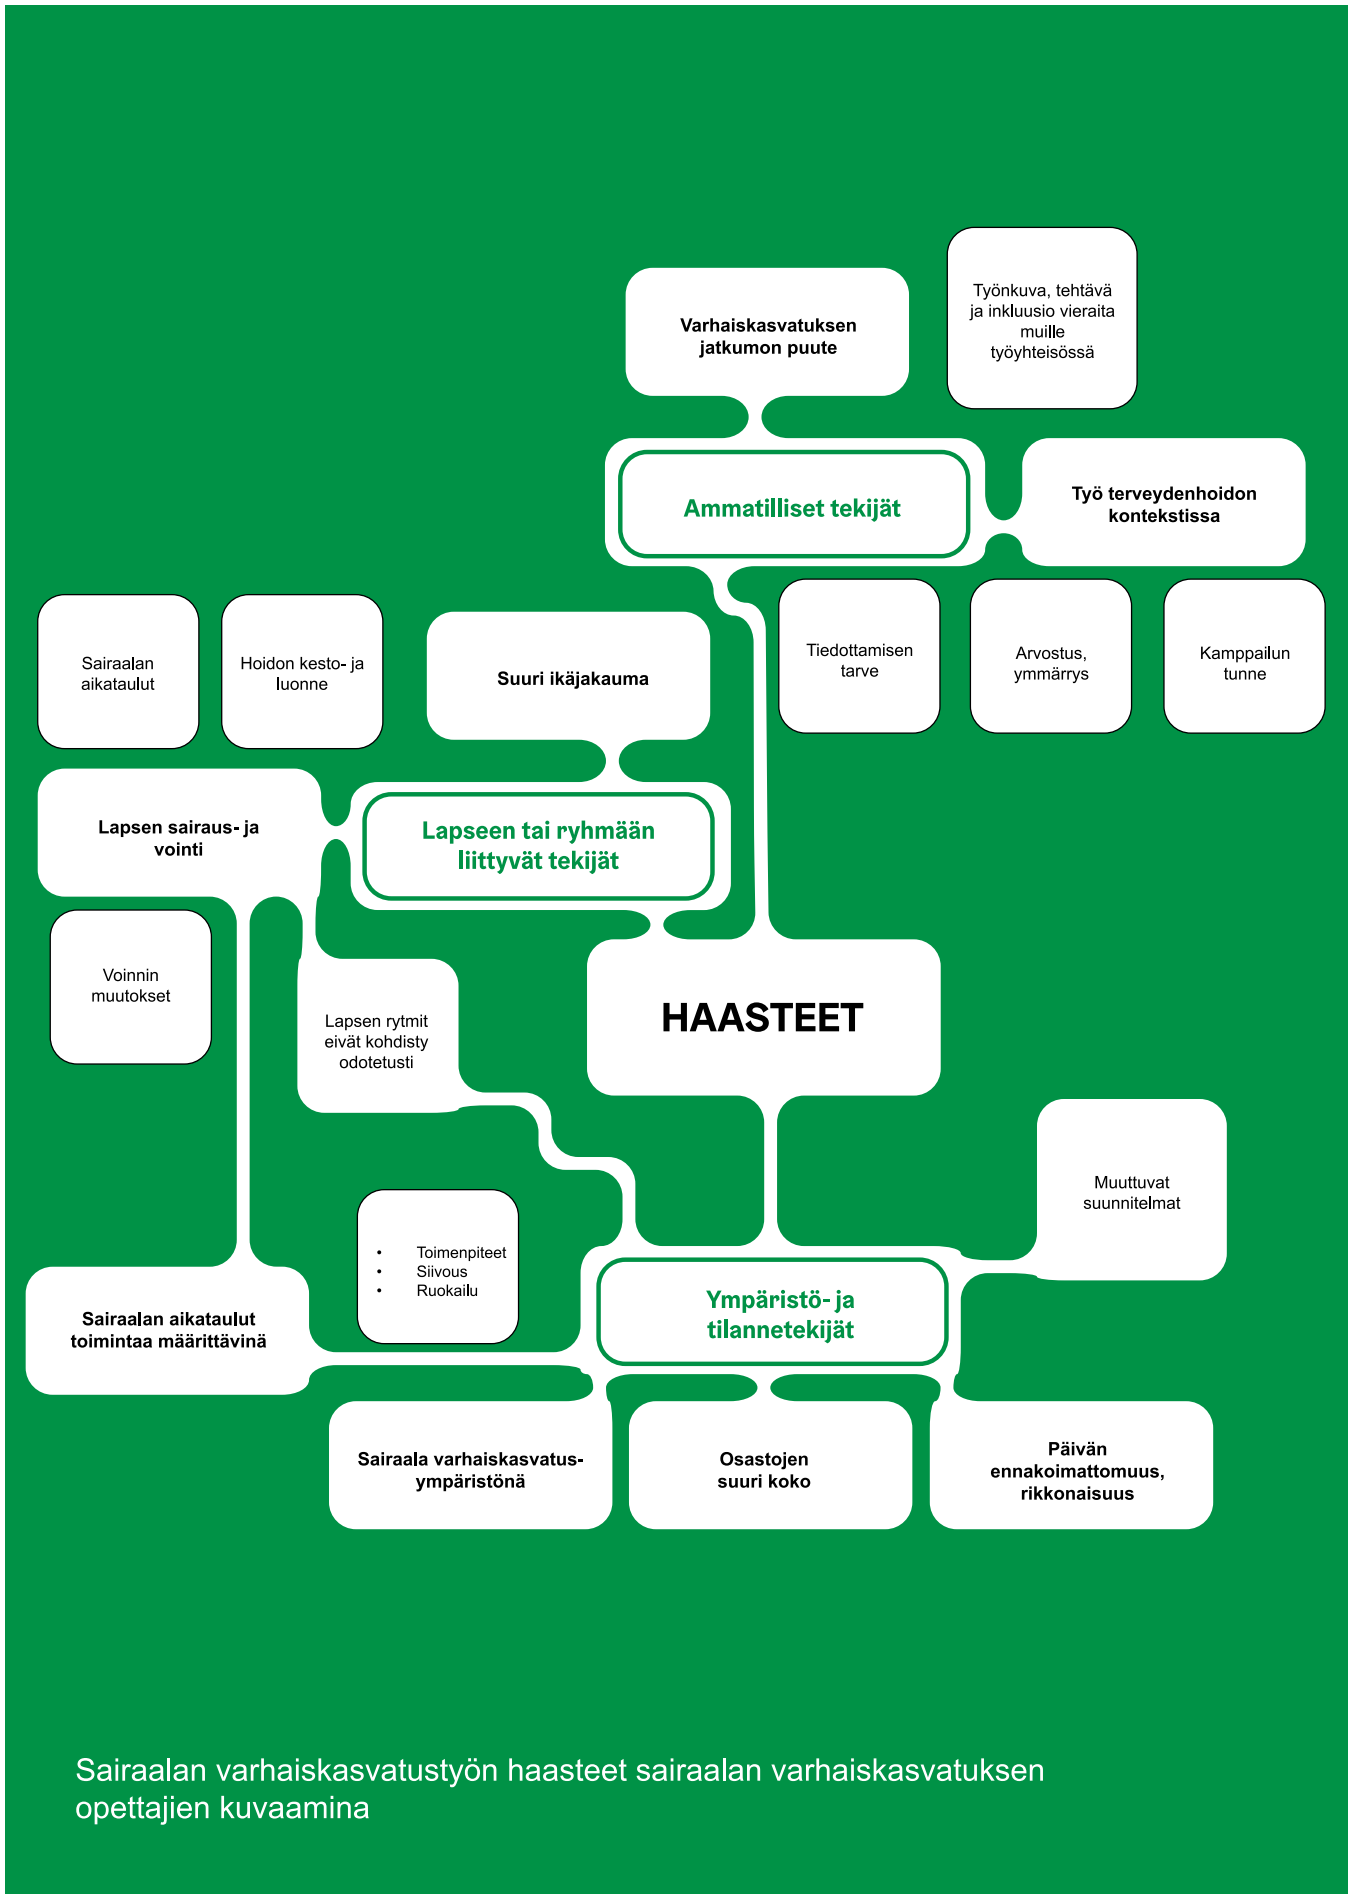 Työnkuva, tehtävä
ja inkluusio vieraita
muille
työyhteisössä
Varhaiskasvatuksen
jatkumon puute
Ammatilliset tekijät
Työ terveydenhoidon
kontekstissa
Tiedottamisen
tarve
Arvostus,
ymmärrys
Kamppailun
tunne
Sairaalan
aikataulut
Hoidon kesto- ja
luonne
Suuri ikäjakauma
Lapsen sairaus- ja
vointi
Lapseen tai ryhmään
liittyvät tekijät
Voinnin
muutokset
Lapsen rytmit
eivät kohdisty
odotetusti
HAASTEET
Muuttuvat
suunnitelmat
• Toimenpiteet
• Siivous
• Ruokailu
Ympäristö- ja
tilannetekijät
Sairaalan aikataulut
toimintaa määrittävinä
Sairaala varhaiskasvatus-
ympäristönä
Osastojen
suuri koko
Päivän
ennakoimattomuus,
rikkonaisuus
Sairaalan varhaiskasvatustyön haasteet sairaalan varhaiskasvatuksen
opettajien kuvaamina